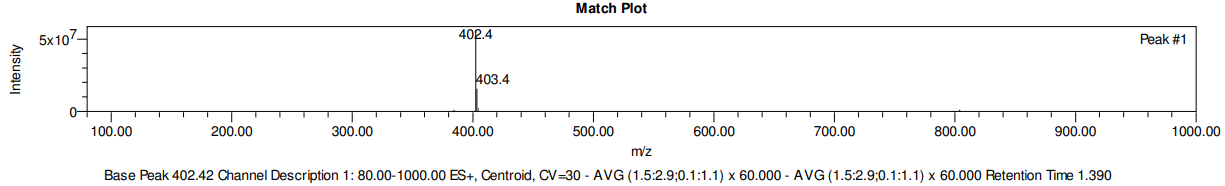 Match Plot
Peak #1
Intensity
5x10⁷
0
402.4
403.4
100.00 200.00 300.00 400.00 500.00 600.00 700.00 800.00 900.00 1000.00
m/z
Base Peak 402.42 Channel Description 1: 80.00-1000.00 ES+, Centroid, CV=30 - AVG (1.5:2.9;0.1:1.1) x 60.000 - AVG (1.5:2.9;0.1:1.1) x 60.000 Retention Time 1.390